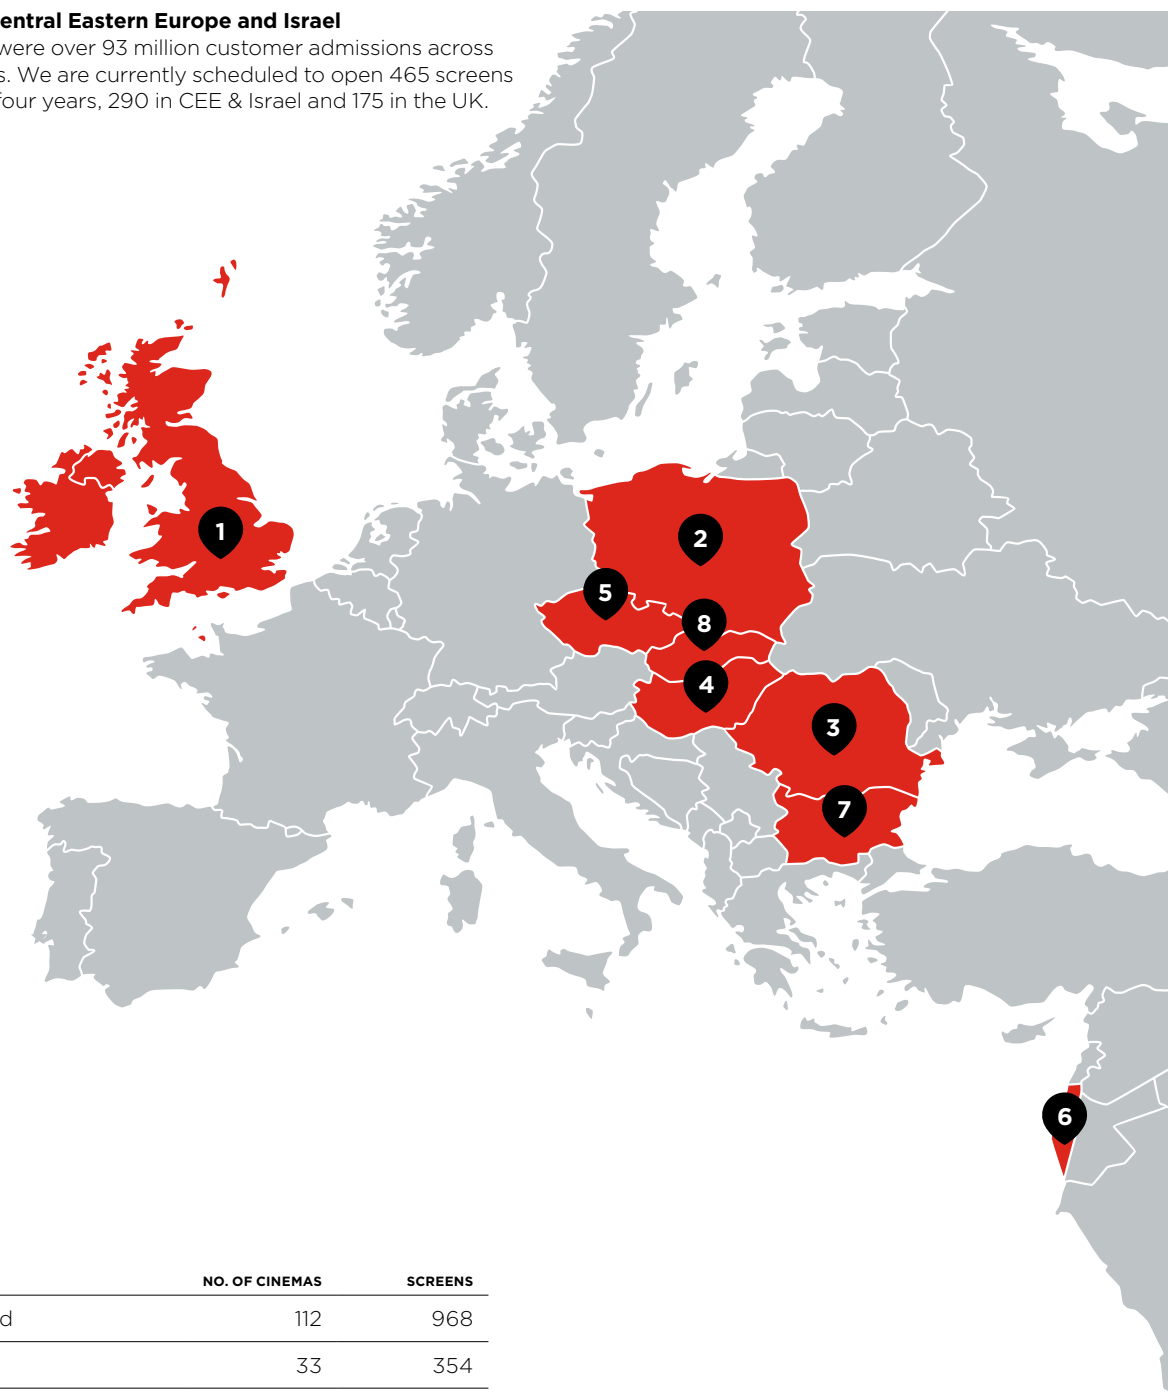 entral Eastern Europe and Israel
were over 93 million customer admissions across
s. We are currently scheduled to open 465 screens
four years, 290 in CEE & Israel and 175 in the UK.
1
2
5
8
4
3
7
6
NO. OF CINEMAS SCREENS
d 112 968
33 354